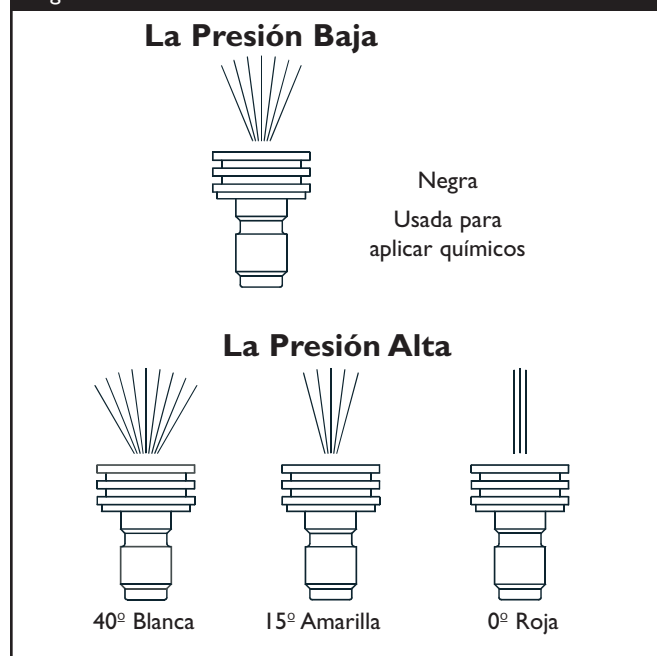 La Presión Baja
Negra
Usada para
aplicar químicos
La Presión Alta
40º Blanca
15º Amarilla
0º Roja